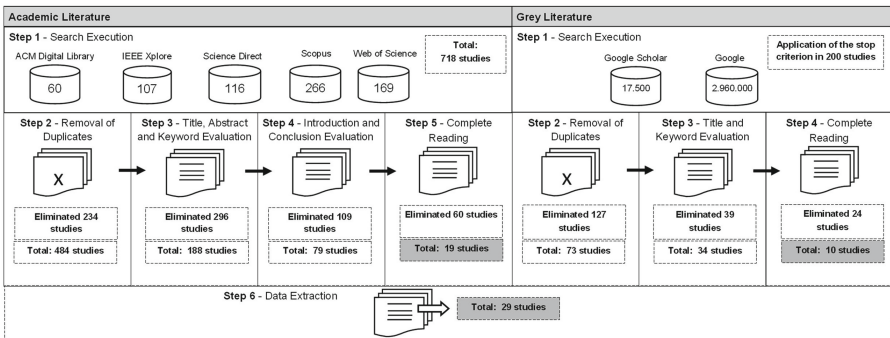 Academic Literature
Step 1 - Search Execution
ACM Digital Library
60
IEEE Xplore
107
Science Direct
116
Scopus
266
Web of Science
169
Total:
718 studies
Step 2 - Removal of
Duplicates
X
Eliminated 234
studies
Total: 484 studies
Step 3 - Title, Abstract
and Keyword Evaluation
Eliminated 296
studies
Total: 188 studies
Step 4 - Introduction and
Conclusion Evaluation
Eliminated 109
studies
Total: 79 studies
Step 5 - Complete
Reading
Eliminated 60 studies
Total: 19 studies
Grey Literature
Step 1 - Search Execution
Google Scholar
17.500
Google
2.960.000
Application of the stop
criterion in 200 studies
Step 2 - Removal of
Duplicates
X
Eliminated 127
studies
Total: 73 studies
Step 3 - Title and
Keyword Evaluation
Eliminated 39
studies
Total: 34 studies
Step 4 - Complete
Reading
Eliminated 24
studies
Total: 10 studies
Step 6 - Data Extraction
Total: 29 studies